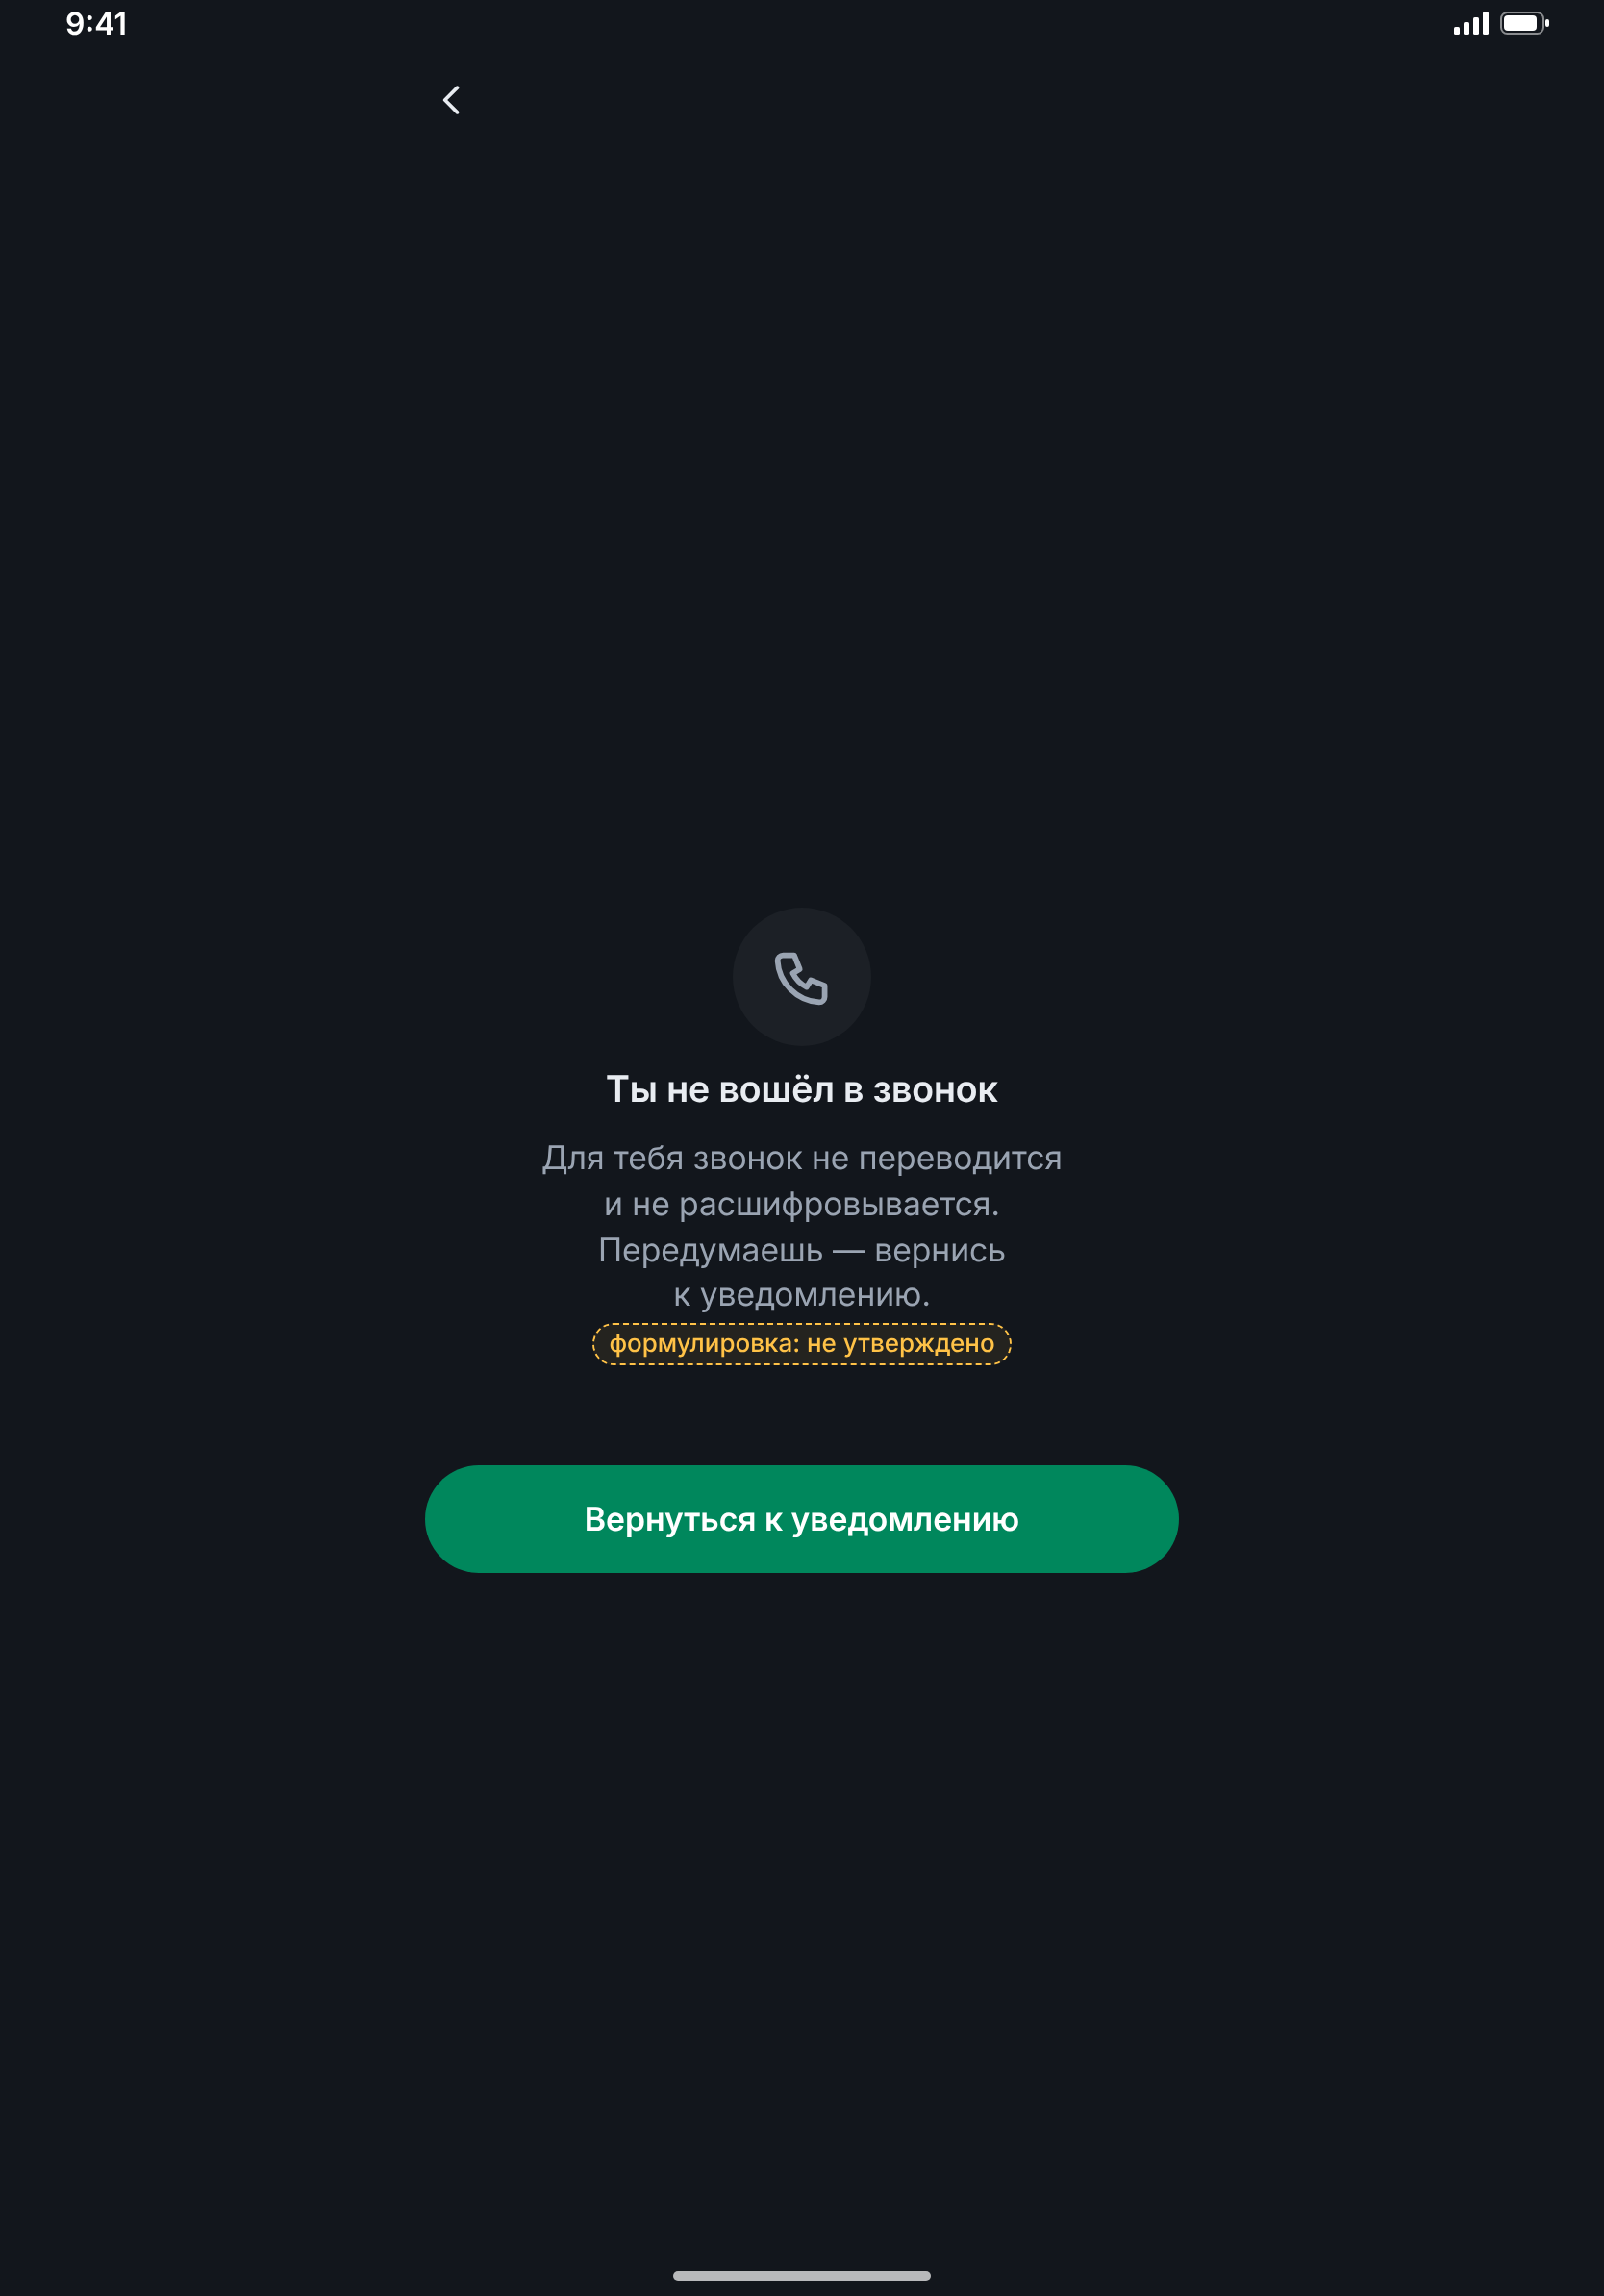 9:41
Ты не вошёл в звонок
Для тебя звонок не переводится
и не расшифровывается.
Передумаешь — вернись
к уведомлению.
формулировка: не утверждено
Вернуться к уведомлению